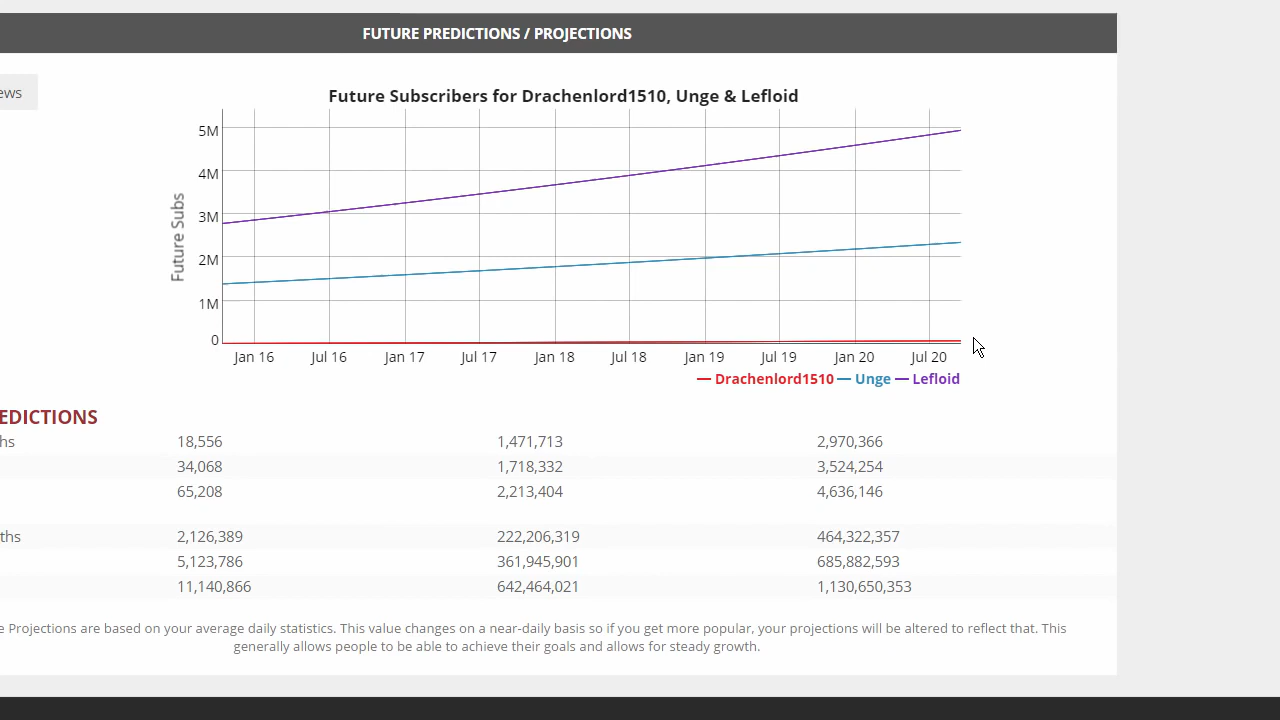 FUTURE PREDICTIONS / PROJECTIONS
ews
Future Subscribers for Drachenlord1510, Unge & Lefloid
5M
4M
3M
2M
1M
0
Future Subs
Jan 16 Jul 16 Jan 17 Jul 17 Jan 18 Jul 18 Jan 19 Jul 19 Jan 20 Jul 20
Drachenlord1510 Unge Lefloid
EDICTIONS
hs 18,556 1,471,713 2,970,366
34,068 1,718,332 3,524,254
65,208 2,213,404 4,636,146
ths 2,126,389 222,206,319 464,322,357
5,123,786 361,945,901 685,882,593
11,140,866 642,464,021 1,130,650,353
e Projections are based on your average daily statistics. This value changes on a near-daily basis so if you get more popular, your projections will be altered to reflect that. This
generally allows people to be able to achieve their goals and allows for steady growth.